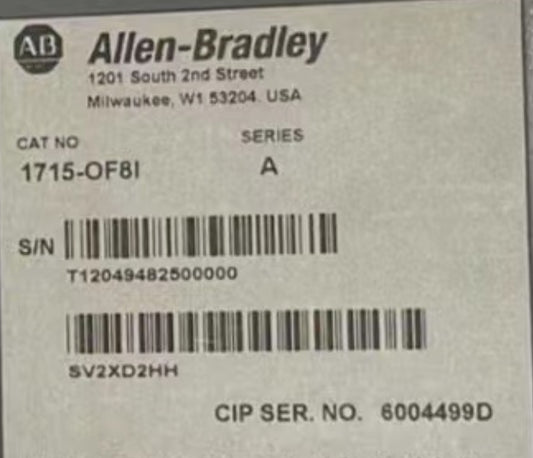 AB Allen-Bradley
1201 South 2nd Street
Milwaukee, W1 53204. USA
CAT NO SERIES
1715-OF8I A
S/N
T12049482500000
SV2XD2HH
CIP SER. NO. 6004499D